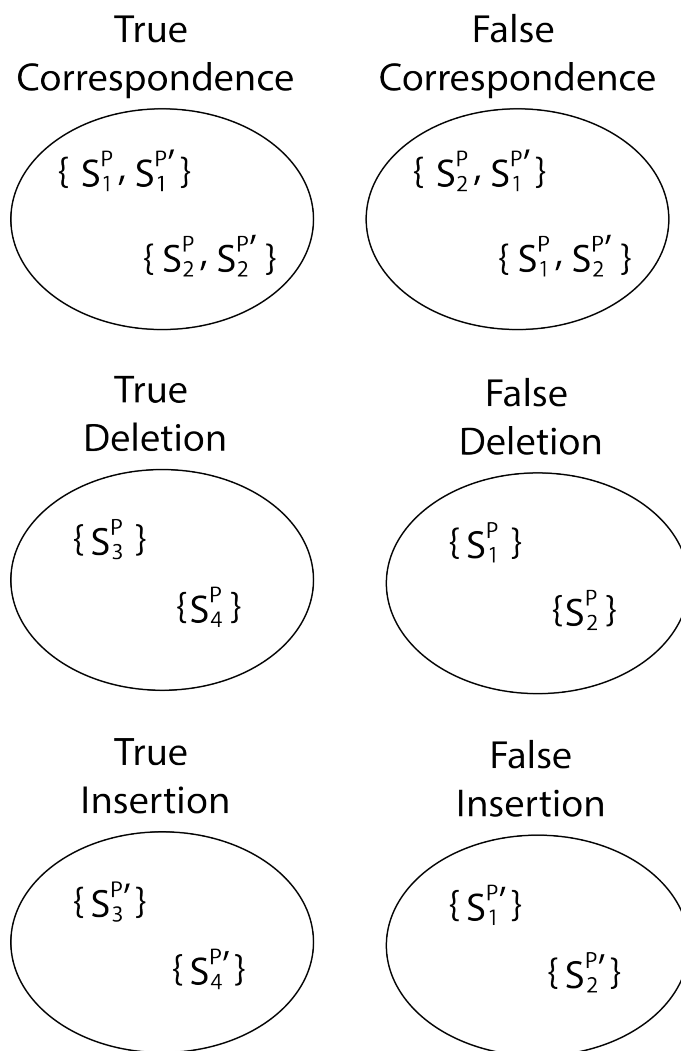 True
Correspondence
{ S₁ᴾ, S₁ᴾ′ }
{ S₂ᴾ, S₂ᴾ′ }
False
Correspondence
{ S₂ᴾ, S₁ᴾ′ }
{ S₁ᴾ, S₂ᴾ′ }
True
Deletion
{ S₃ᴾ }
{ S₄ᴾ }
False
Deletion
{ S₁ᴾ }
{ S₂ᴾ }
True
Insertion
{ S₃ᴾ′ }
{ S₄ᴾ′ }
False
Insertion
{ S₁ᴾ′ }
{ S₂ᴾ′ }